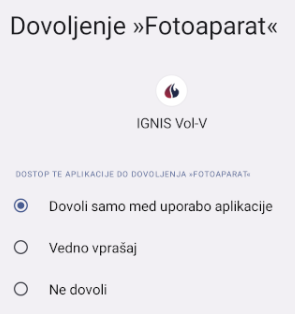 Dovoljenje »Fotoaparat«
IGNIS Vol-V
DOSTOP TE APLIKACIJE DO DOVOLJENJA »FOTOAPARAT«
Dovoli samo med uporabo aplikacije
Vedno vprašaj
Ne dovoli